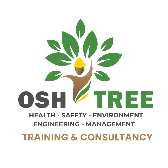 OSH TREE
HEALTH - SAFETY - ENVIRONMENT
ENGINEERING - MANAGEMENT
TRAINING & CONSULTANCY